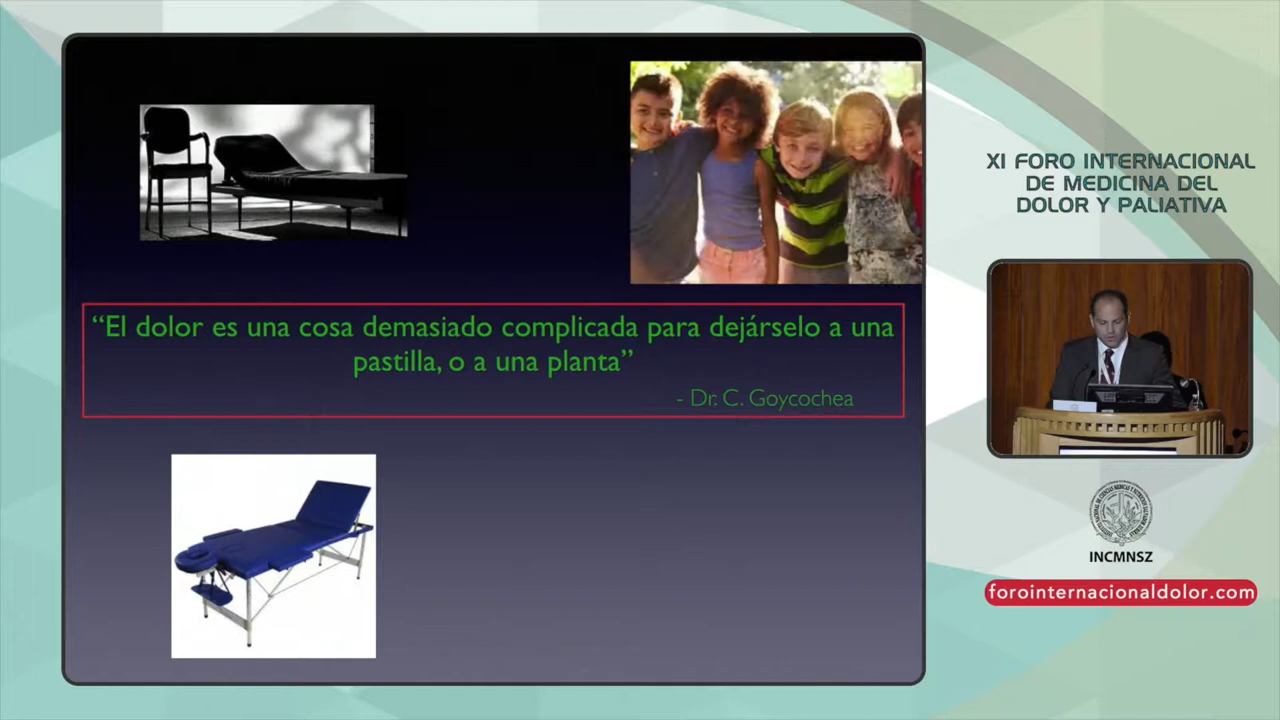 XI FORO INTERNACIONAL
DE MEDICINA DEL
DOLOR Y PALIATIVA
“El dolor es una cosa demasiado complicada para dejárselo a una
pastilla, o a una planta”
- Dr. C. Goycochea
INCMNSZ
forointernacionaldolor.com